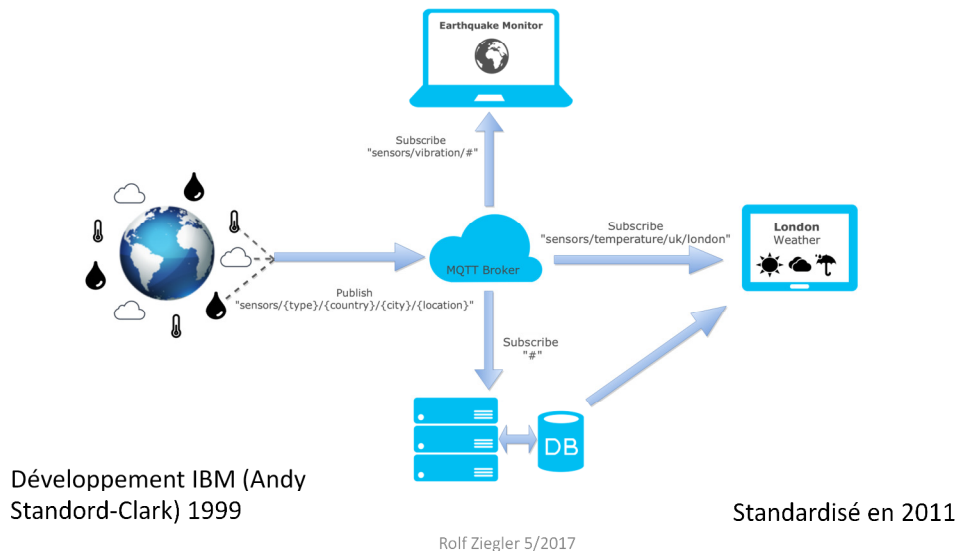 Earthquake Monitor
Subscribe
"sensors/vibration/#"
Subscribe
"sensors/temperature/uk/london"
London
Weather
MQTT Broker
Publish
"sensors/{type}/{country}/{city}/{location}"
Subscribe
"#"
DB
Développement IBM (Andy
Standord-Clark) 1999
Standardisé en 2011
Rolf Ziegler 5/2017